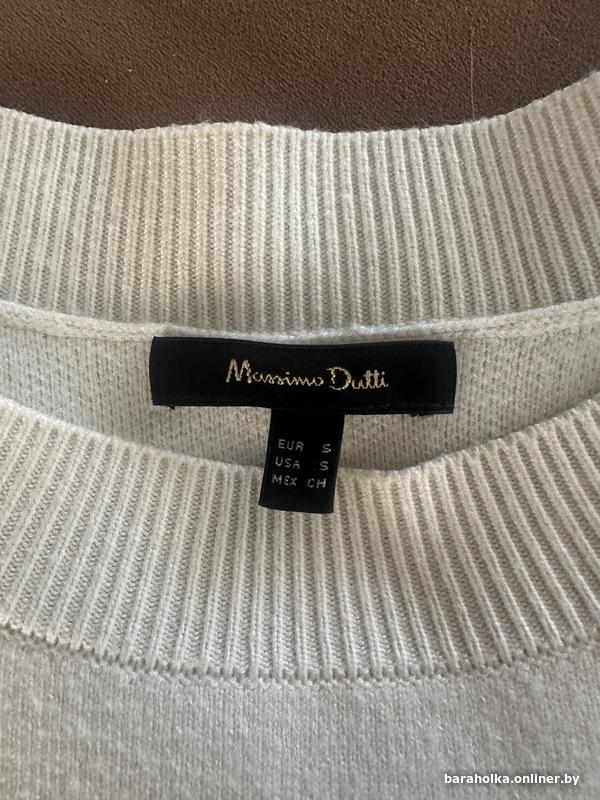 Massimo Dutti
EUR S
USA S
MEX CH
baraholka.onliner.by